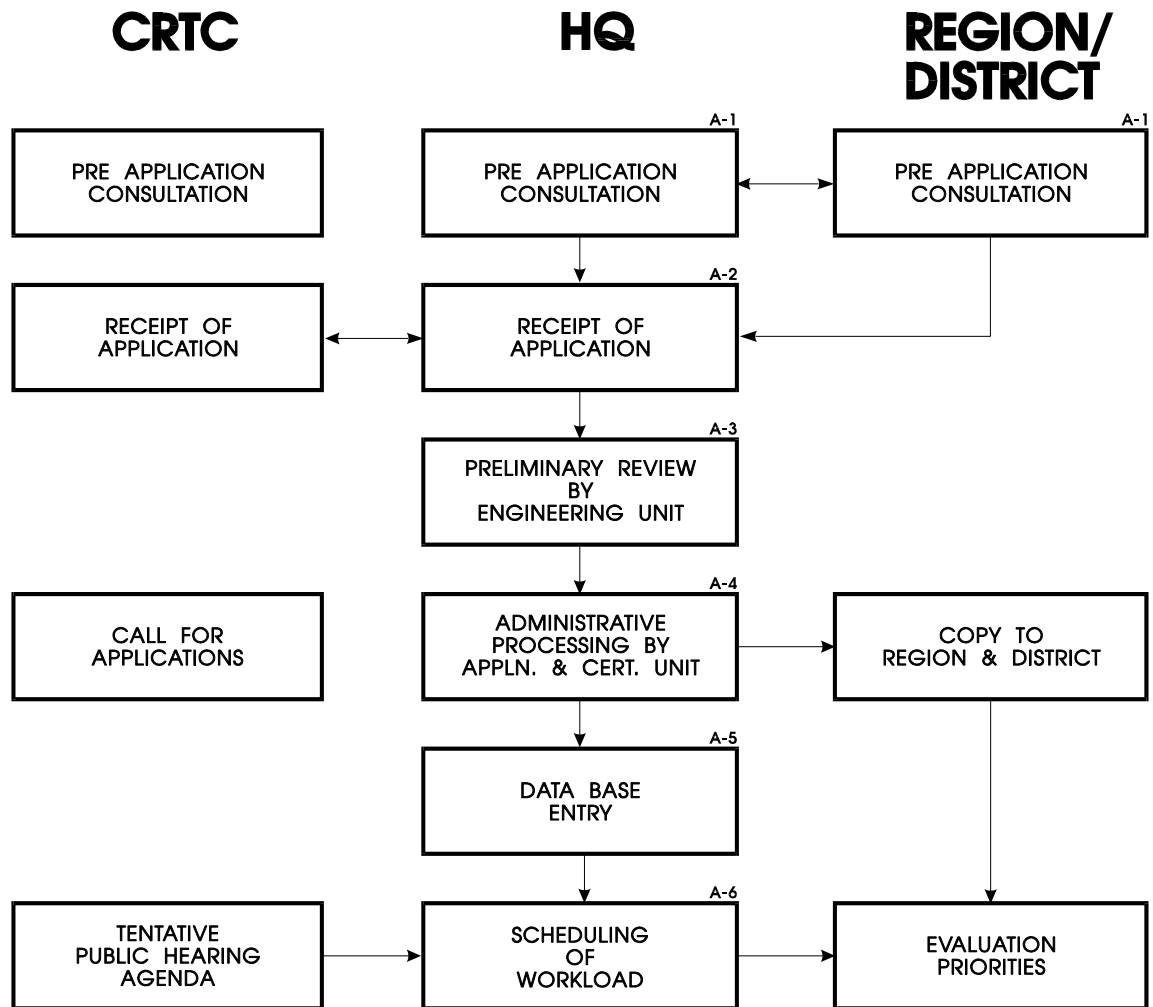 CRTC
HQ
REGION/
DISTRICT
PRE APPLICATION
CONSULTATION
A-1
PRE APPLICATION
CONSULTATION
A-1
PRE APPLICATION
CONSULTATION
RECEIPT OF
APPLICATION
A-2
RECEIPT OF
APPLICATION
A-3
PRELIMINARY REVIEW
BY
ENGINEERING UNIT
CALL FOR
APPLICATIONS
A-4
ADMINISTRATIVE
PROCESSING BY
APPLN. & CERT. UNIT
COPY TO
REGION & DISTRICT
A-5
DATA BASE
ENTRY
TENTATIVE
PUBLIC HEARING
AGENDA
A-6
SCHEDULING
OF
WORKLOAD
EVALUATION
PRIORITIES